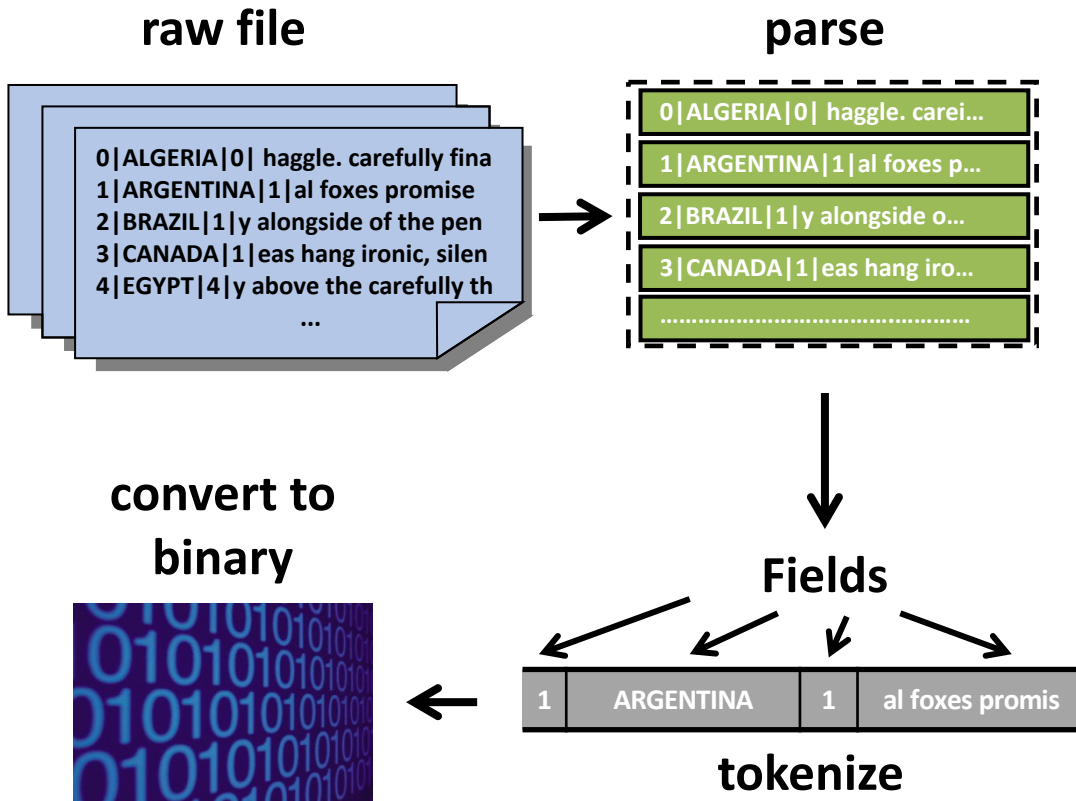 raw file
0|ALGERIA|0| haggle. carefully fina
1|ARGENTINA|1|al foxes promise
2|BRAZIL|1|y alongside of the pen
3|CANADA|1|eas hang ironic, silen
4|EGYPT|4|y above the carefully th
...
parse
0|ALGERIA|0| haggle. carei...
1|ARGENTINA|1|al foxes p...
2|BRAZIL|1|y alongside o...
3|CANADA|1|eas hang iro...
………………………………..…………
Fields
1 ARGENTINA 1 al foxes promis
tokenize
convert to
binary